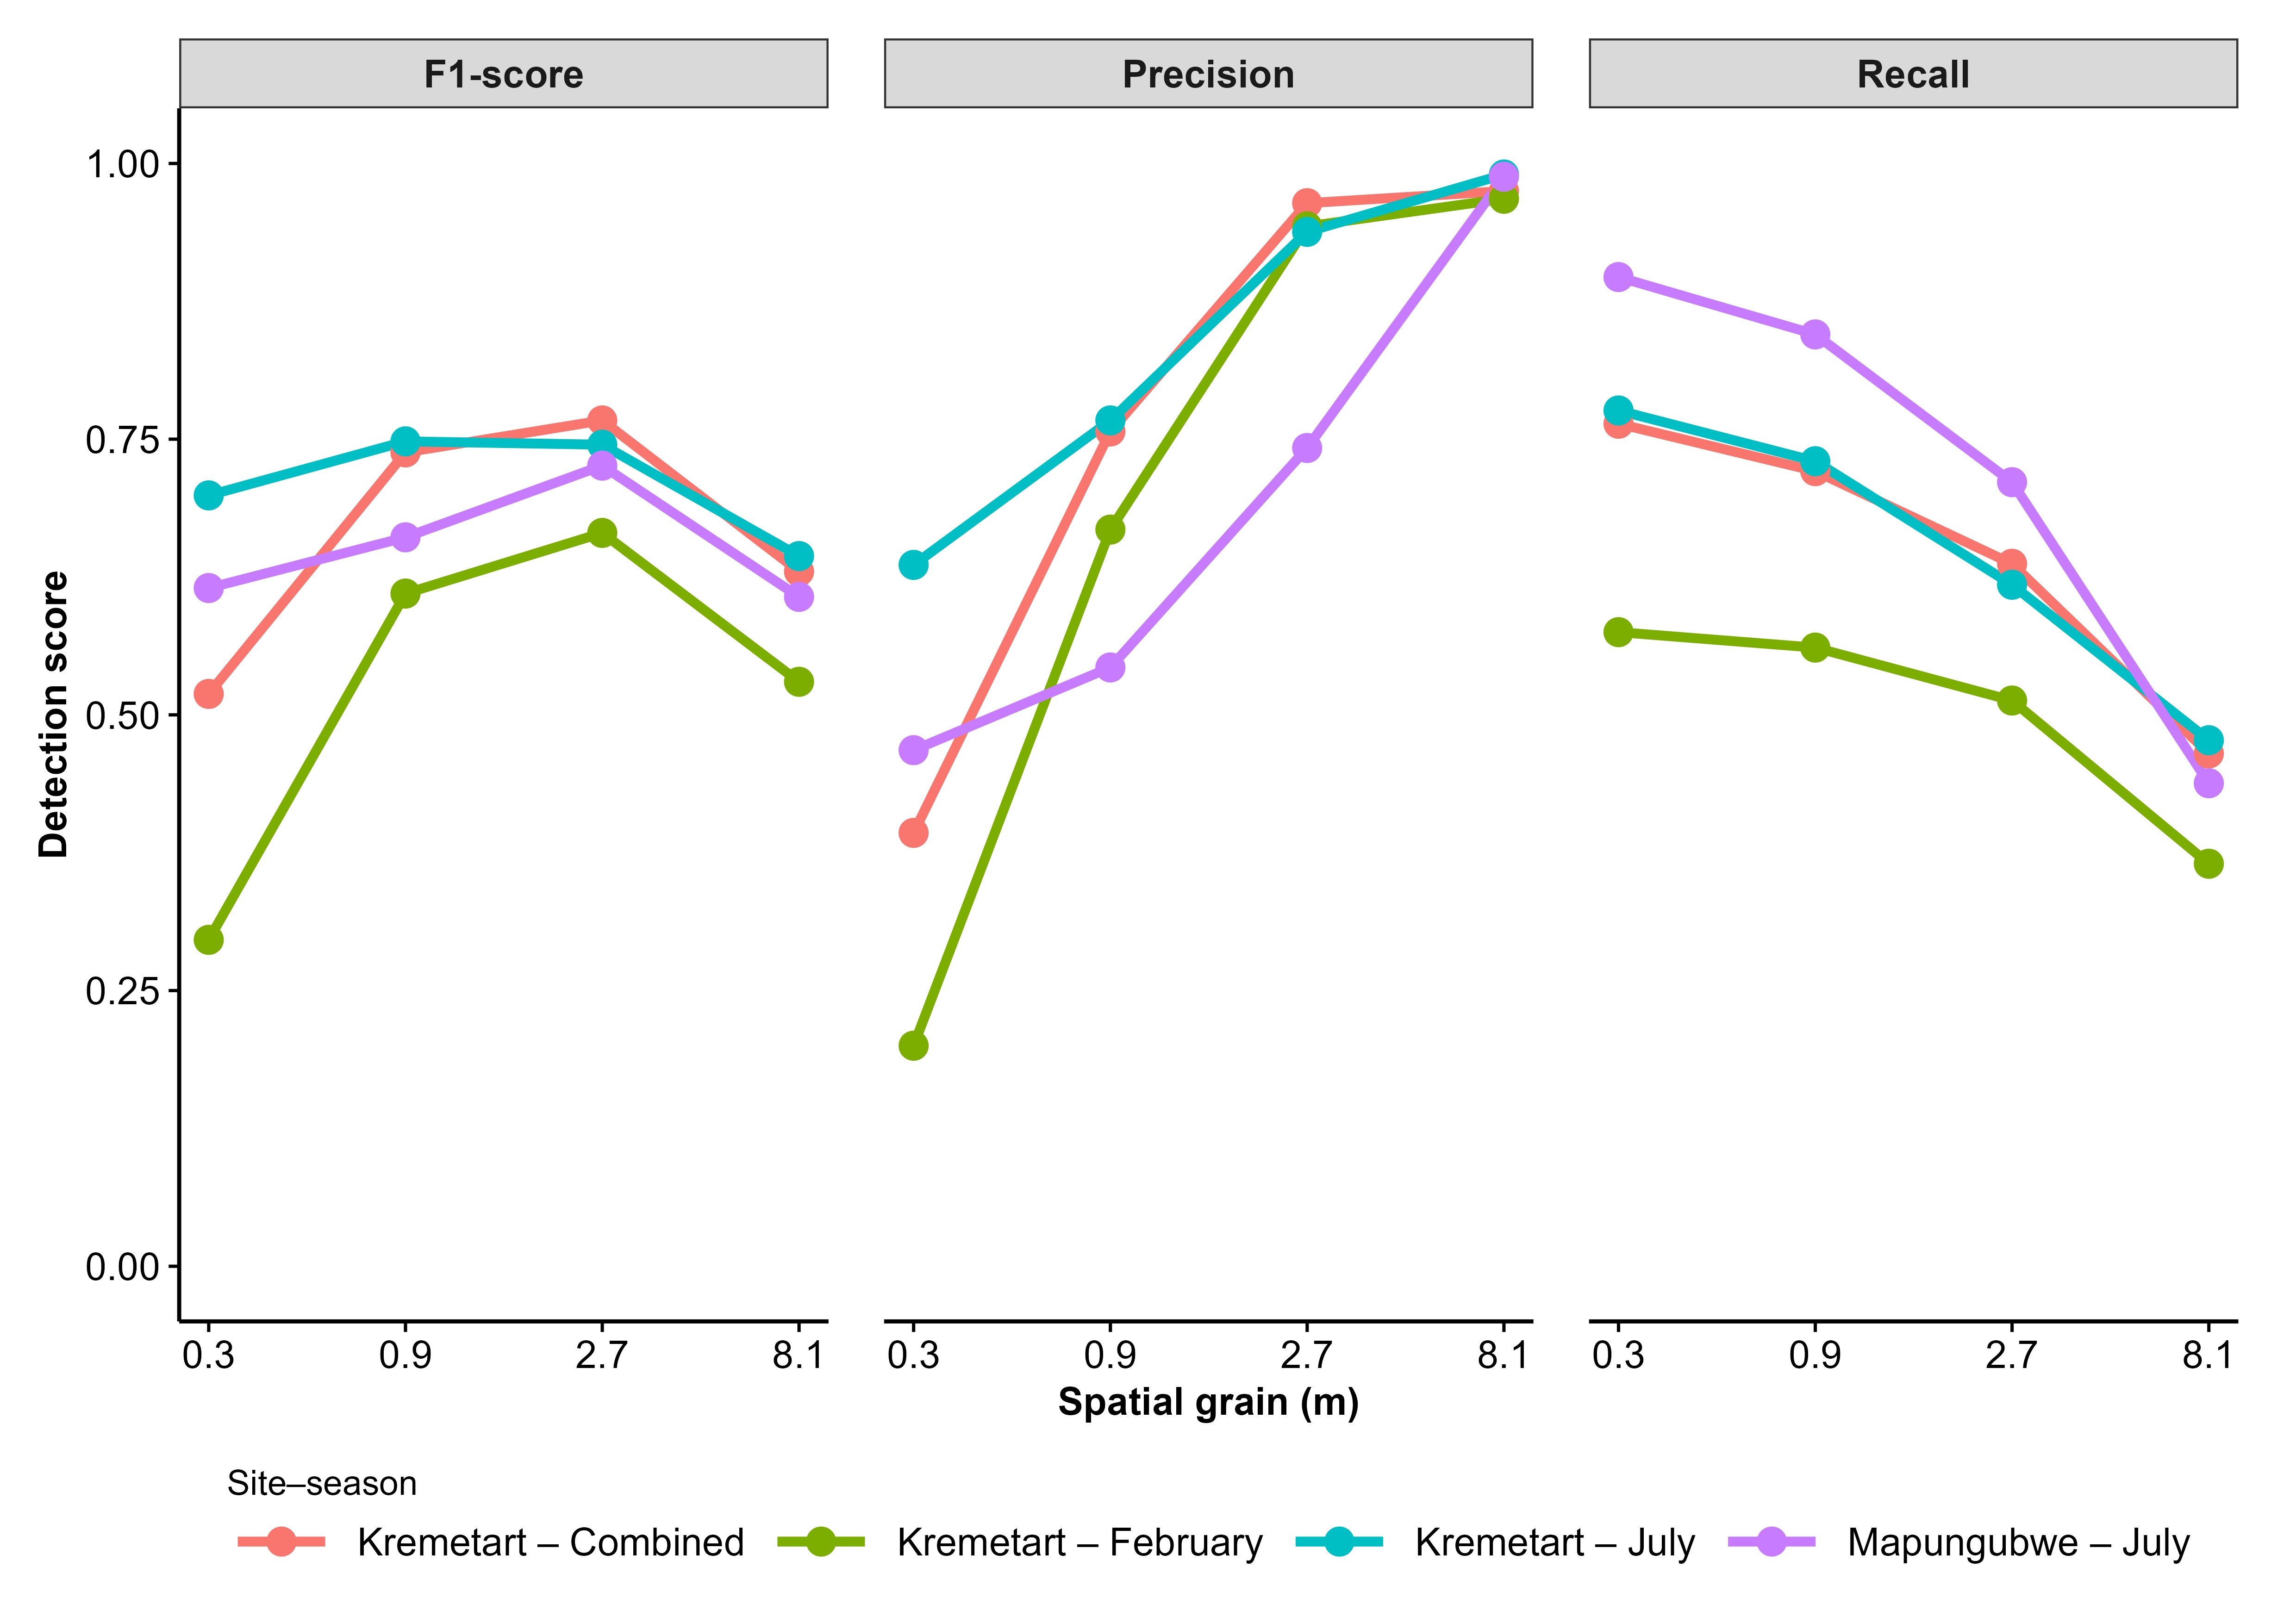 F1-score Precision Recall
Detection score
1.00
0.75
0.50
0.25
0.00
0.3 0.9 2.7 8.1 0.3 0.9 2.7 8.1 0.3 0.9 2.7 8.1
Spatial grain (m)
Site–season
Kremetart – Combined Kremetart – February Kremetart – July Mapungubwe – July